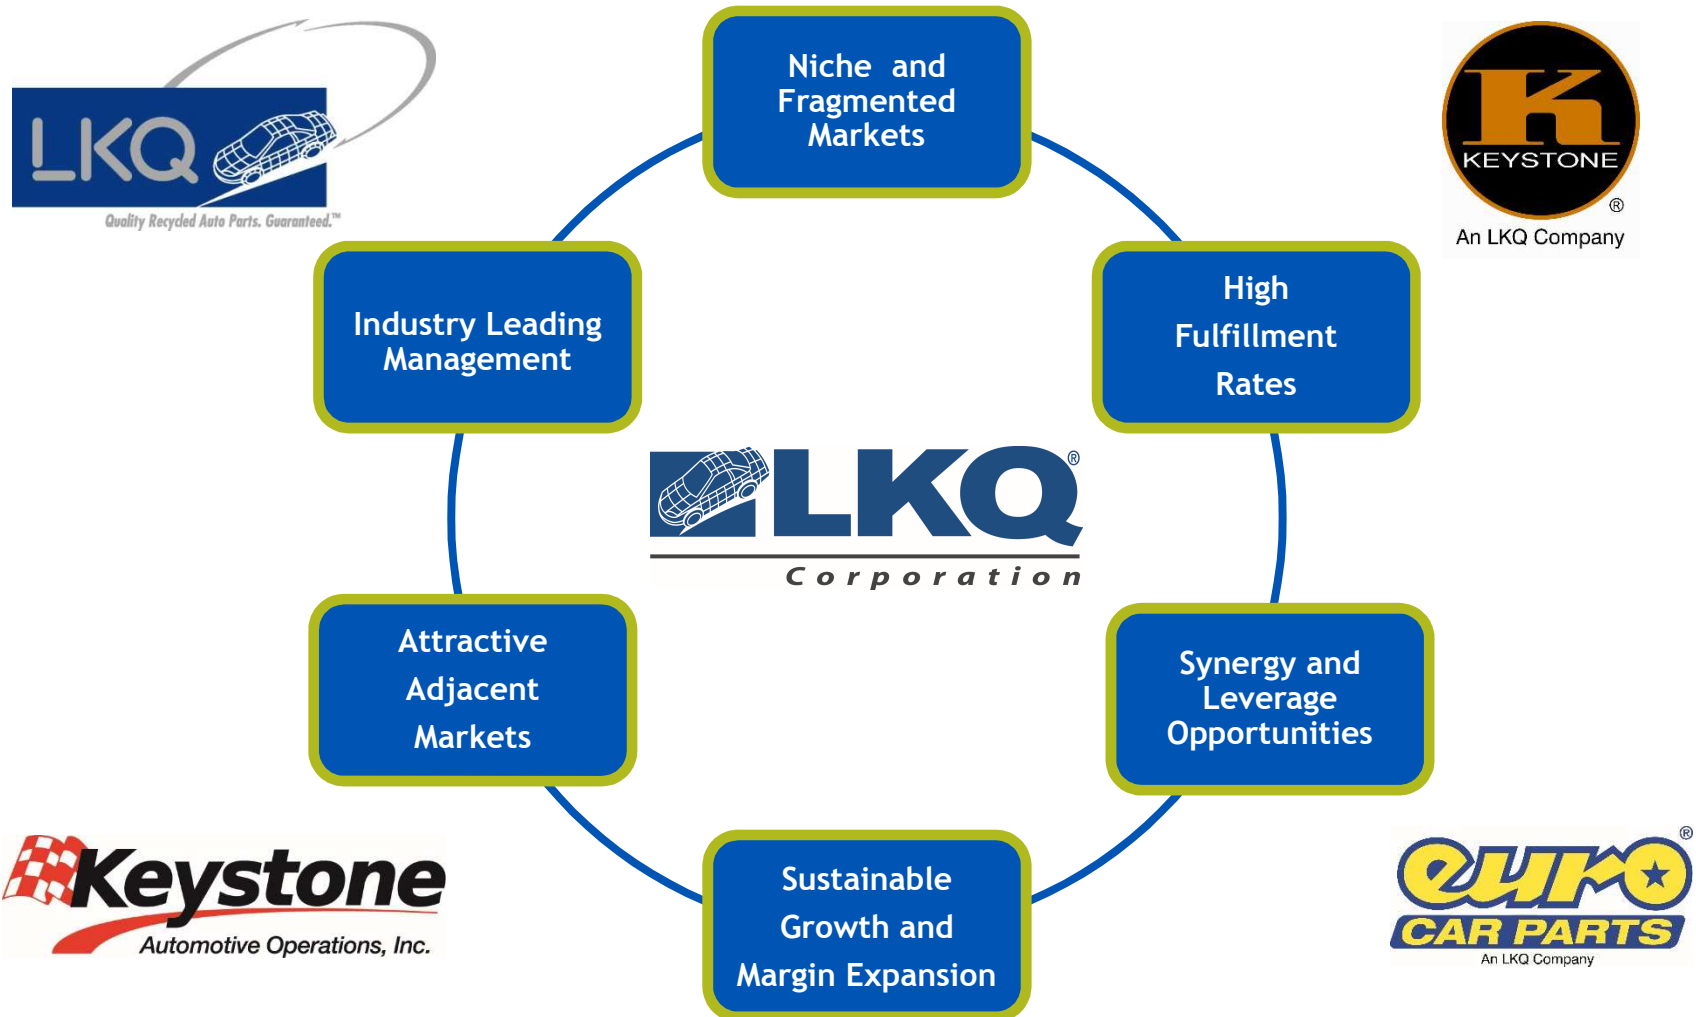 Niche and
Fragmented
Markets
LKQ
Quality Recycled Auto Parts. Guaranteed.™
K
KEYSTONE
®
An LKQ Company
Industry Leading
Management
High
Fulfillment
Rates
LKQ®
Corporation
Attractive
Adjacent
Markets
Synergy and
Leverage
Opportunities
Keystone
Automotive Operations, Inc.
Sustainable
Growth and
Margin Expansion
euro®
CAR PARTS
An LKQ Company